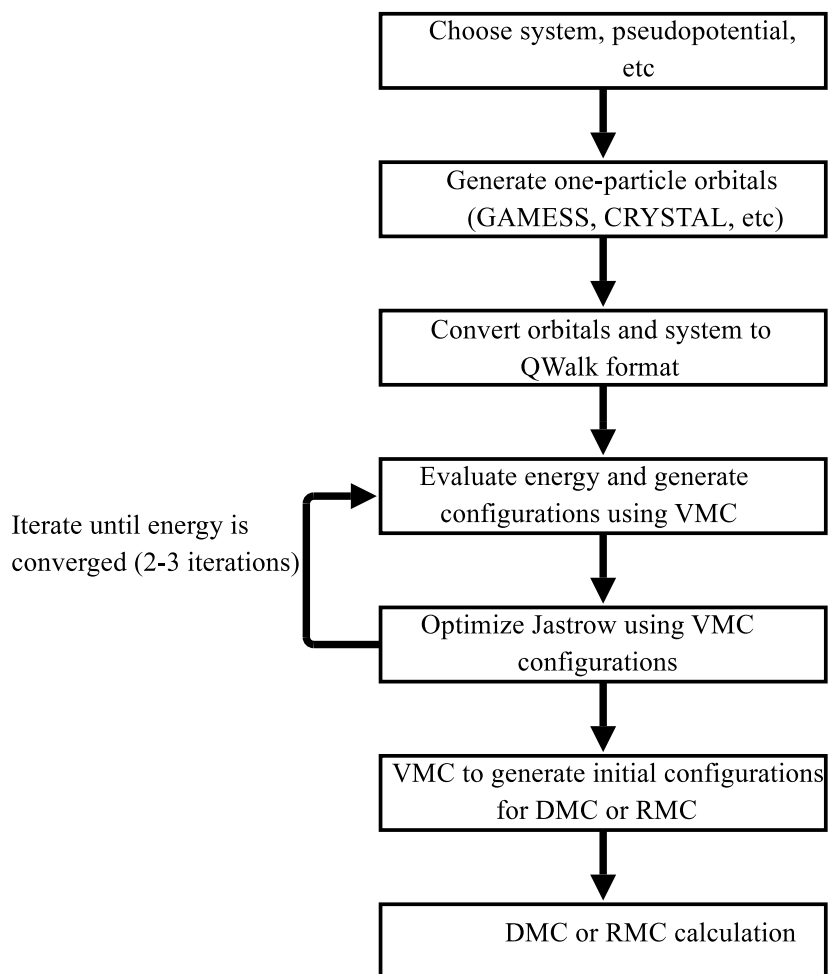 Choose system, pseudopotential,
etc
Generate one-particle orbitals
(GAMESS, CRYSTAL, etc)
Convert orbitals and system to
QWalk format
Evaluate energy and generate
configurations using VMC
Iterate until energy is
converged (2-3 iterations)
Optimize Jastrow using VMC
configurations
VMC to generate initial configurations
for DMC or RMC
DMC or RMC calculation